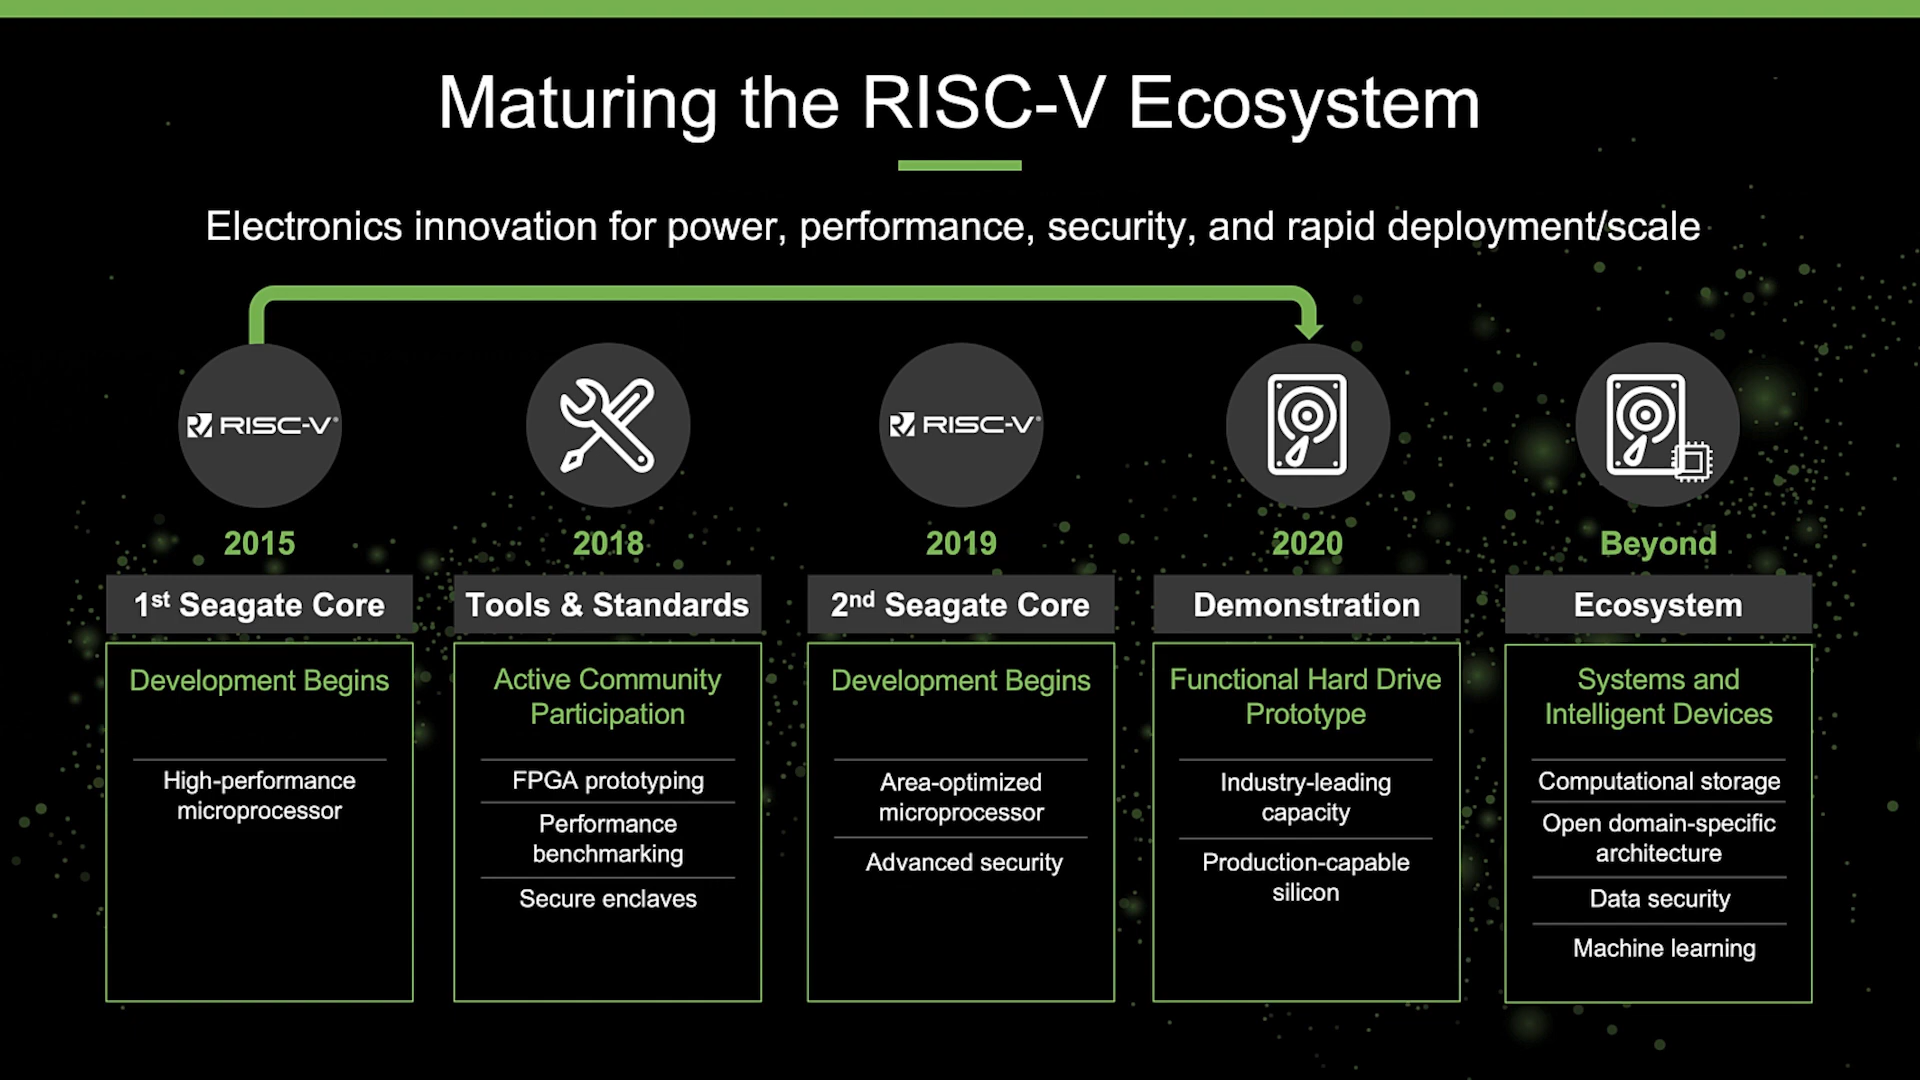 Maturing the RISC-V Ecosystem
Electronics innovation for power, performance, security, and rapid deployment/scale
RISC-V®
2015
1st Seagate Core
Development Begins
High-performance
microprocessor
2018
Tools & Standards
Active Community
Participation
FPGA prototyping
Performance
benchmarking
Secure enclaves
RISC-V®
2019
2nd Seagate Core
Development Begins
Area-optimized
microprocessor
Advanced security
2020
Demonstration
Functional Hard Drive
Prototype
Industry-leading
capacity
Production-capable
silicon
Beyond
Ecosystem
Systems and
Intelligent Devices
Computational storage
Open domain-specific
architecture
Data security
Machine learning